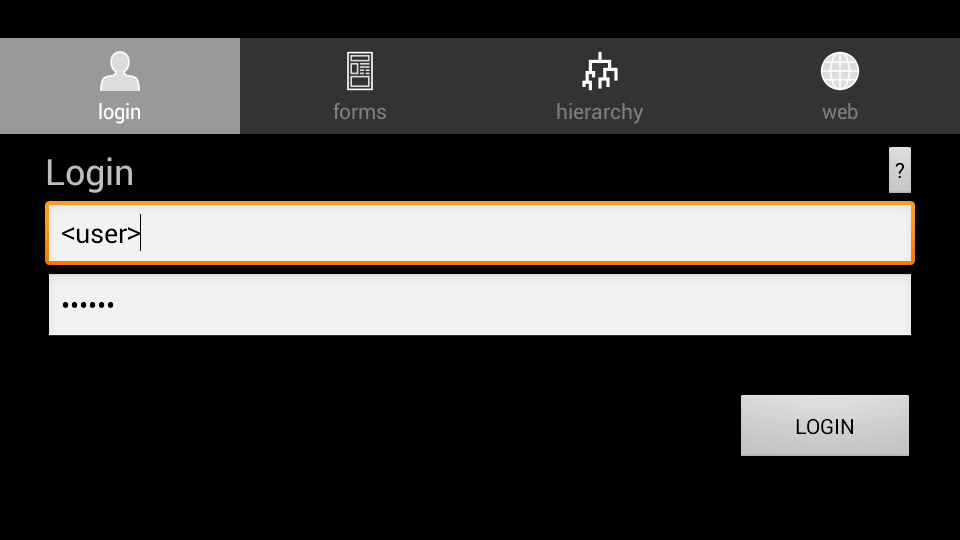 login
forms
hierarchy
web
Login
?
<user>
••••••
LOGIN